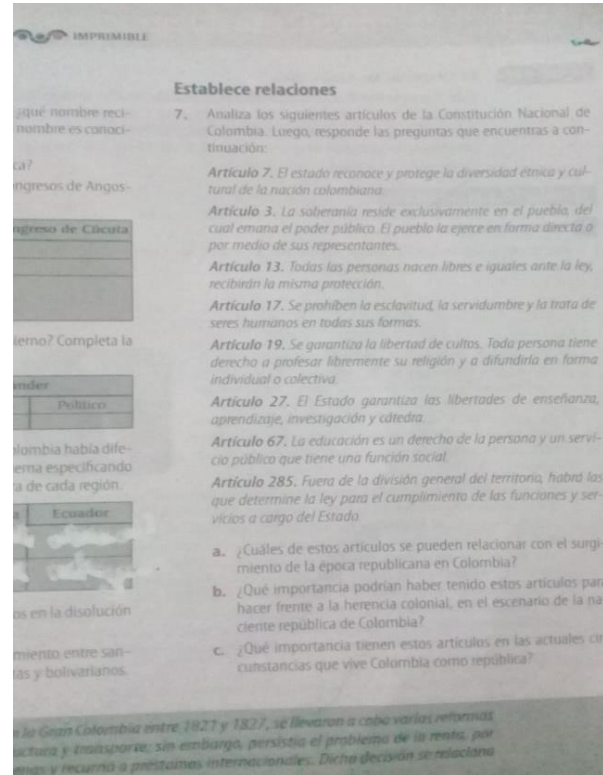 IMPRIMIBLE
¿qué nombre reci-
nombre es conoci-
ca?
ngresos de Angos-
ngreso de Cúcuta
ierno? Completa la
nder
Político
olombia había dife-
erna especificando
a de cada región.
a Ecuador
os en la disolución
miento entre san-
as y bolivarianos.
Establece relaciones
7. Analiza los siguientes artículos de la Constitución Nacional de
Colombia. Luego, responde las preguntas que encuentras a con-
tinuación:
Artículo 7. El estado reconoce y protege la diversidad étnica y cul-
tural de la nación colombiana.
Artículo 3. La soberanía reside exclusivamente en el pueblo, del
cual emana el poder público. El pueblo la ejerce en forma directa o
por medio de sus representantes.
Artículo 13. Todas las personas nacen libres e iguales ante la ley,
recibirán la misma protección.
Artículo 17. Se prohíben la esclavitud, la servidumbre y la trata de
seres humanos en todas sus formas.
Artículo 19. Se garantiza la libertad de cultos. Toda persona tiene
derecho a profesar libremente su religión y a difundirla en forma
individual o colectiva.
Artículo 27. El Estado garantiza las libertades de enseñanza,
aprendizaje, investigación y cátedra.
Artículo 67. La educación es un derecho de la persona y un servi-
cio público que tiene una función social.
Artículo 285. Fuera de la división general del territorio, habrá las
que determine la ley para el cumplimiento de las funciones y ser-
vicios a cargo del Estado.
a. ¿Cuáles de estos artículos se pueden relacionar con el surgi-
miento de la época republicana en Colombia?
b. ¿Qué importancia podrían haber tenido estos artículos para
hacer frente a la herencia colonial, en el escenario de la na
ciente república de Colombia?
c. ¿Qué importancia tienen estos artículos en las actuales cir
cunstancias que vive Colombia como república?
la Gran Colombia entre 1821 y 1827, se llevaron a cabo varias reformas
uctura y transporte; sin embargo, persistía el problema de la renta, por
y recurrió a préstamos internacionales. Dicha decisión se relaciona